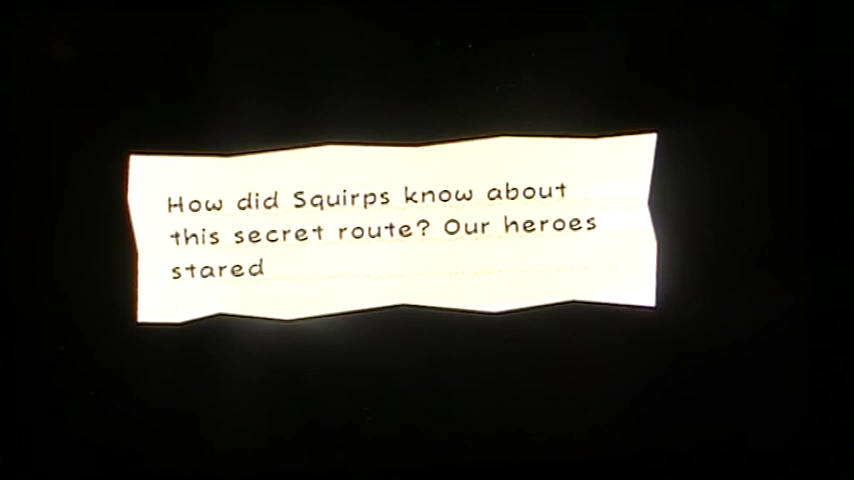 How did Squirps know about
this secret route? Our heroes
stared